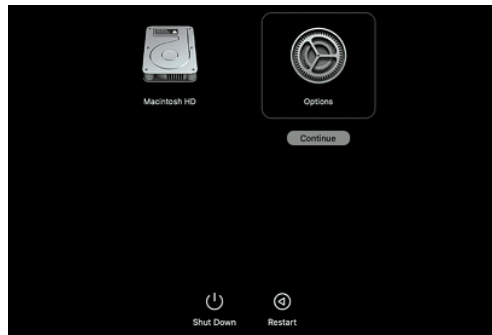 Macintosh HD
Options
Continue
Shut Down
Restart